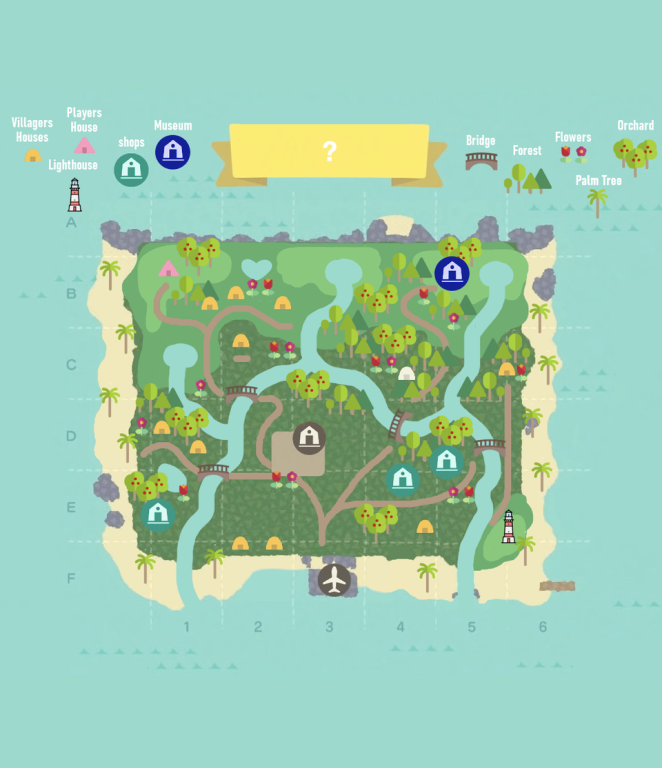 Villagers
Houses
Players
House
Lighthouse
shops
Museum
?
Bridge
Forest
Flowers
Palm Tree
Orchard
A
B
C
D
E
F
1 2 3 4 5 6